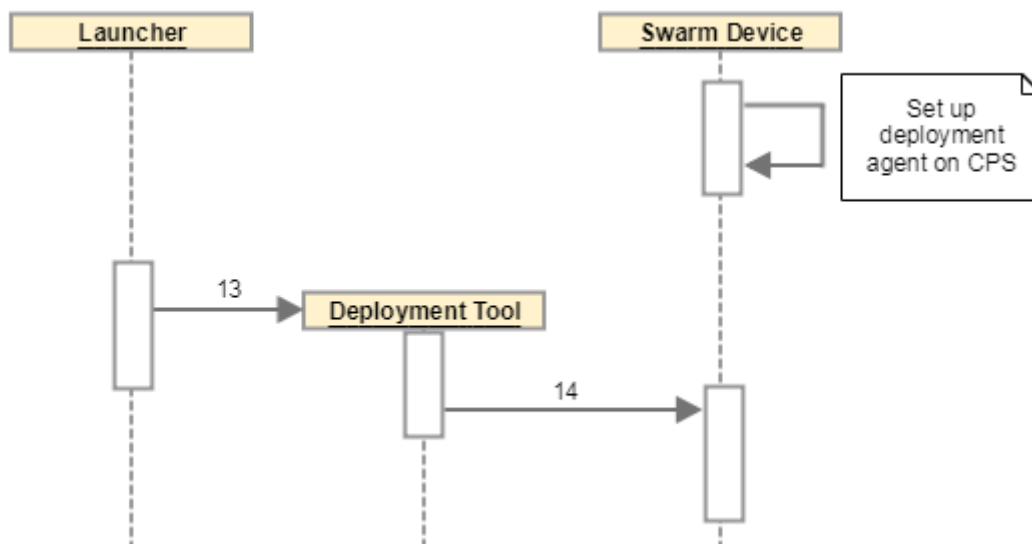 Launcher
Swarm Device
Set up
deployment
agent on CPS
13
Deployment Tool
14